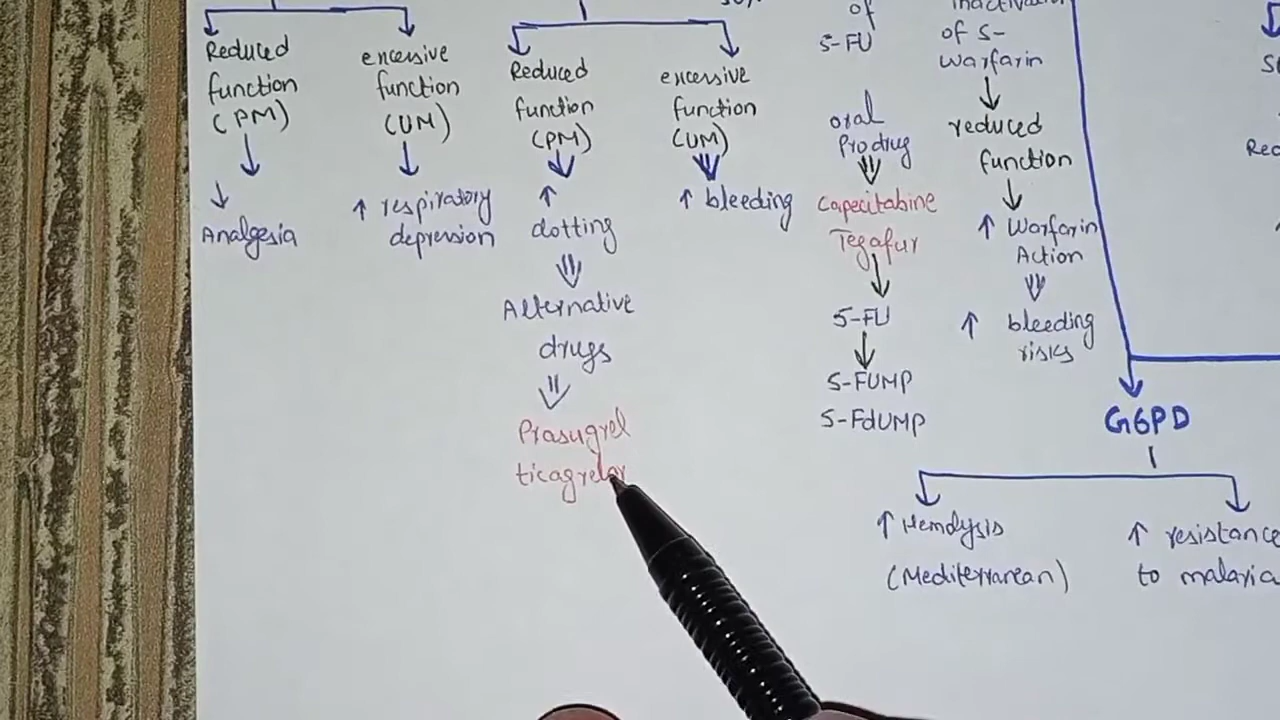 Reduced
function
(PM)
↓
Analgesia
excessive
function
(UM)
↑ respiratory
depression
Reduced
function
(PM)
↑
clotting
Alternative
drugs
Prasugrel
ticagrelor
excessive
function
(UM)
↑ bleeding
of
5-FU
oral
Prodrug
Capecitabine
Tegafur
5-FU
5-FUMP
5-FdUMP
of S-
Warfarin
reduced
function
↑ Warfarin
Action
↑ bleeding
risks
G6PD
↑ Hemolysis
(Mediterranean)
↑ resistance
to malaria